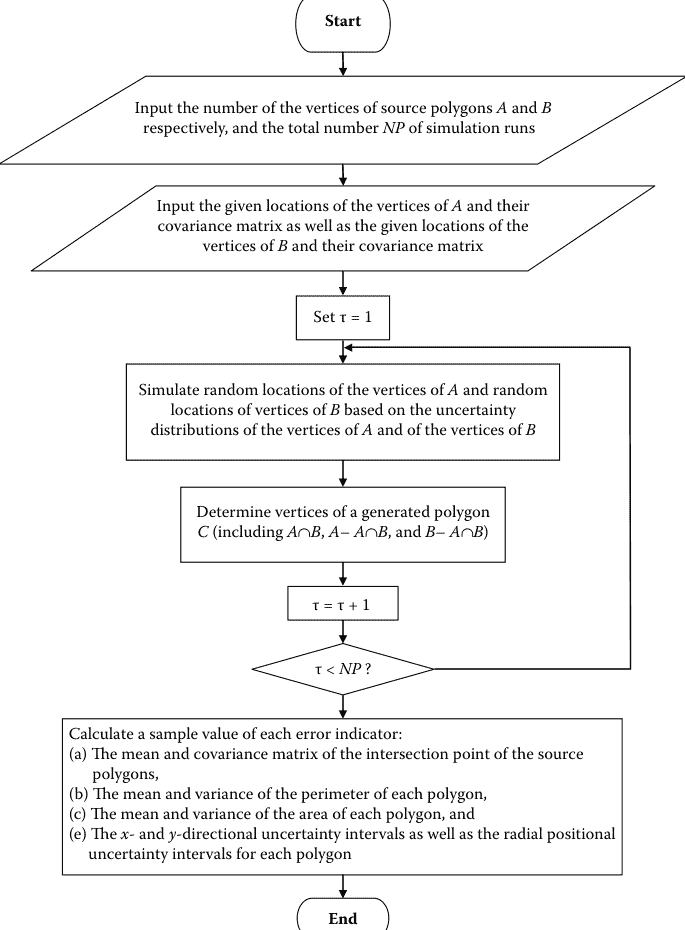 Start
Input the number of the vertices of source polygons A and B
respectively, and the total number NP of simulation runs
Input the given locations of the vertices of A and their
covariance matrix as well as the given locations of the
vertices of B and their covariance matrix
Set τ = 1
Simulate random locations of the vertices of A and random
locations of vertices of B based on the uncertainty
distributions of the vertices of A and of the vertices of B
Determine vertices of a generated polygon
C (including A∩B, A– A∩B, and B– A∩B)
τ = τ + 1
τ < NP ?
Calculate a sample value of each error indicator:
(a) The mean and covariance matrix of the intersection point of the source
polygons,
(b) The mean and variance of the perimeter of each polygon,
(c) The mean and variance of the area of each polygon, and
(e) The x- and y-directional uncertainty intervals as well as the radial positional
uncertainty intervals for each polygon
End